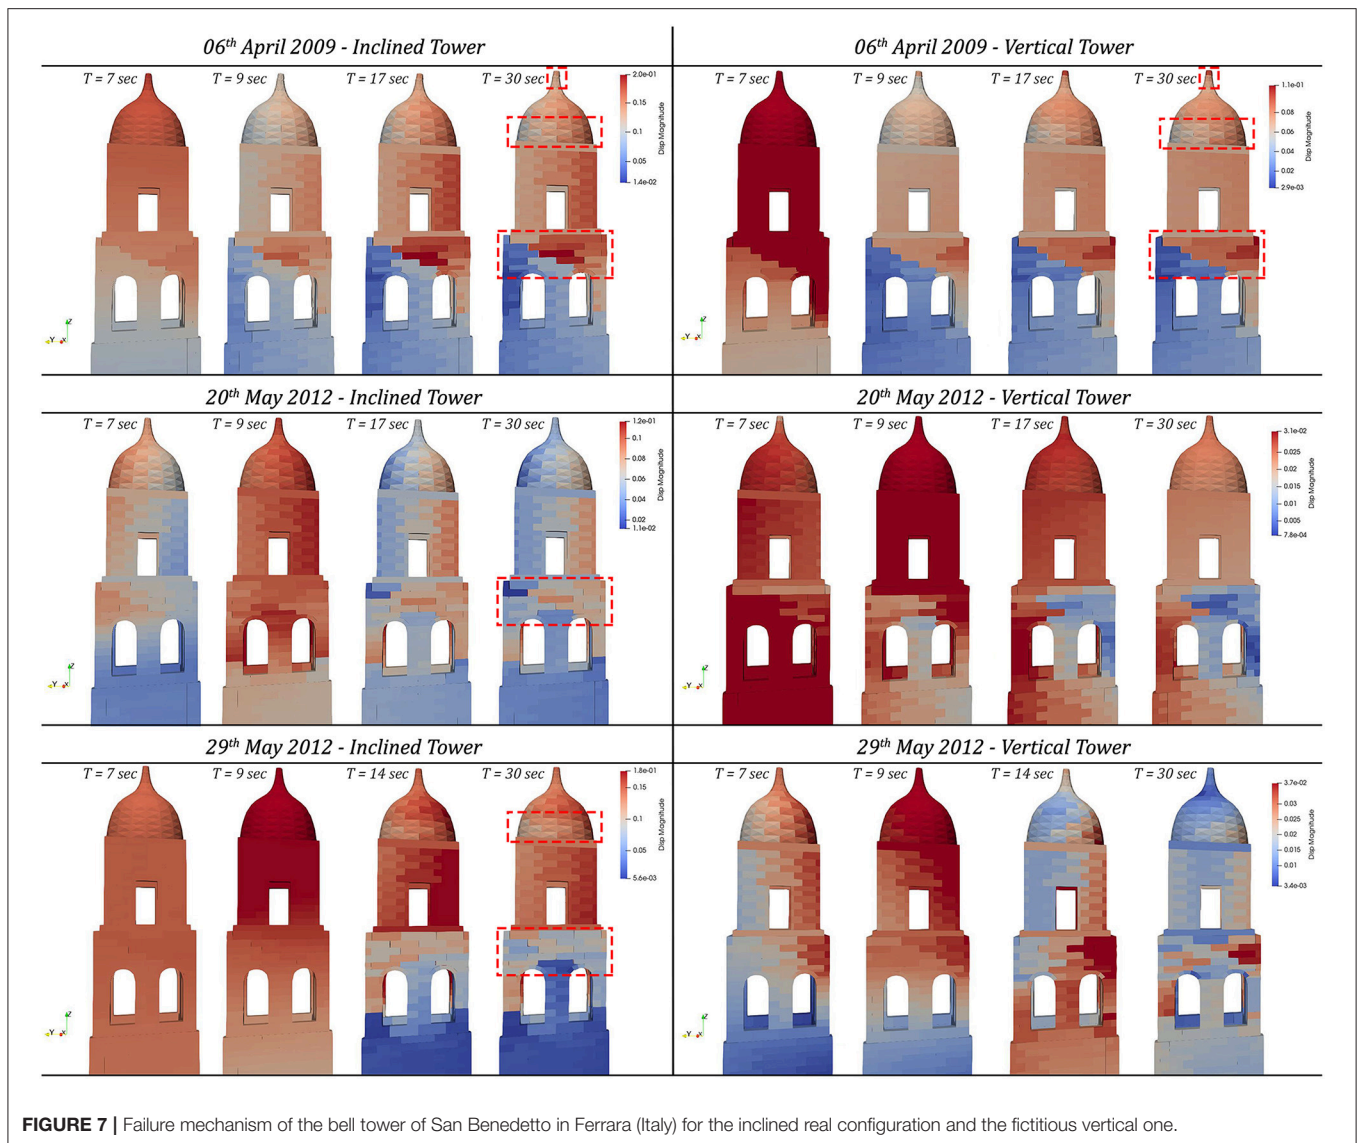 06th April 2009 - Inclined Tower
T = 7 sec
T = 9 sec
T = 17 sec
T = 30 sec
2.0e-01
0.15
0.1
0.05
1.4e-02
Disp Magnitude
Z
Y
X
06th April 2009 - Vertical Tower
T = 7 sec
T = 9 sec
T = 17 sec
T = 30 sec
1.1e-01
0.08
0.06
0.04
0.02
2.9e-03
Disp Magnitude
Z
Y
X
20th May 2012 - Inclined Tower
T = 7 sec
T = 9 sec
T = 17 sec
T = 30 sec
1.2e-01
0.1
0.08
0.06
0.04
0.02
1.1e-02
Disp Magnitude
Z
Y
X
20th May 2012 - Vertical Tower
T = 7 sec
T = 9 sec
T = 17 sec
T = 30 sec
3.1e-02
0.025
0.02
0.015
0.01
0.005
7.8e-04
Disp Magnitude
Z
Y
X
29th May 2012 - Inclined Tower
T = 7 sec
T = 9 sec
T = 14 sec
T = 30 sec
1.8e-01
0.15
0.1
0.05
5.6e-03
Disp Magnitude
Z
Y
X
29th May 2012 - Vertical Tower
T = 7 sec
T = 9 sec
T = 14 sec
T = 30 sec
3.7e-02
0.03
0.025
0.02
0.015
0.01
3.4e-03
Disp Magnitude
Z
Y
X
FIGURE 7 | Failure mechanism of the bell tower of San Benedetto in Ferrara (Italy) for the inclined real configuration and the fictitious vertical one.